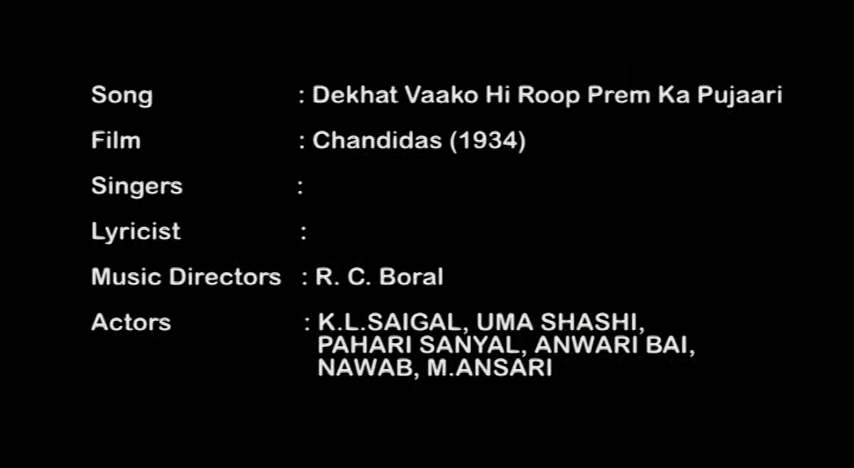 Song : Dekhat Vaako Hi Roop Prem Ka Pujaari
Film : Chandidas (1934)
Singers :
Lyricist :
Music Directors : R. C. Boral
Actors : K.L.SAIGAL, UMA SHASHI,
PAHARI SANYAL, ANWARI BAI,
NAWAB, M.ANSARI